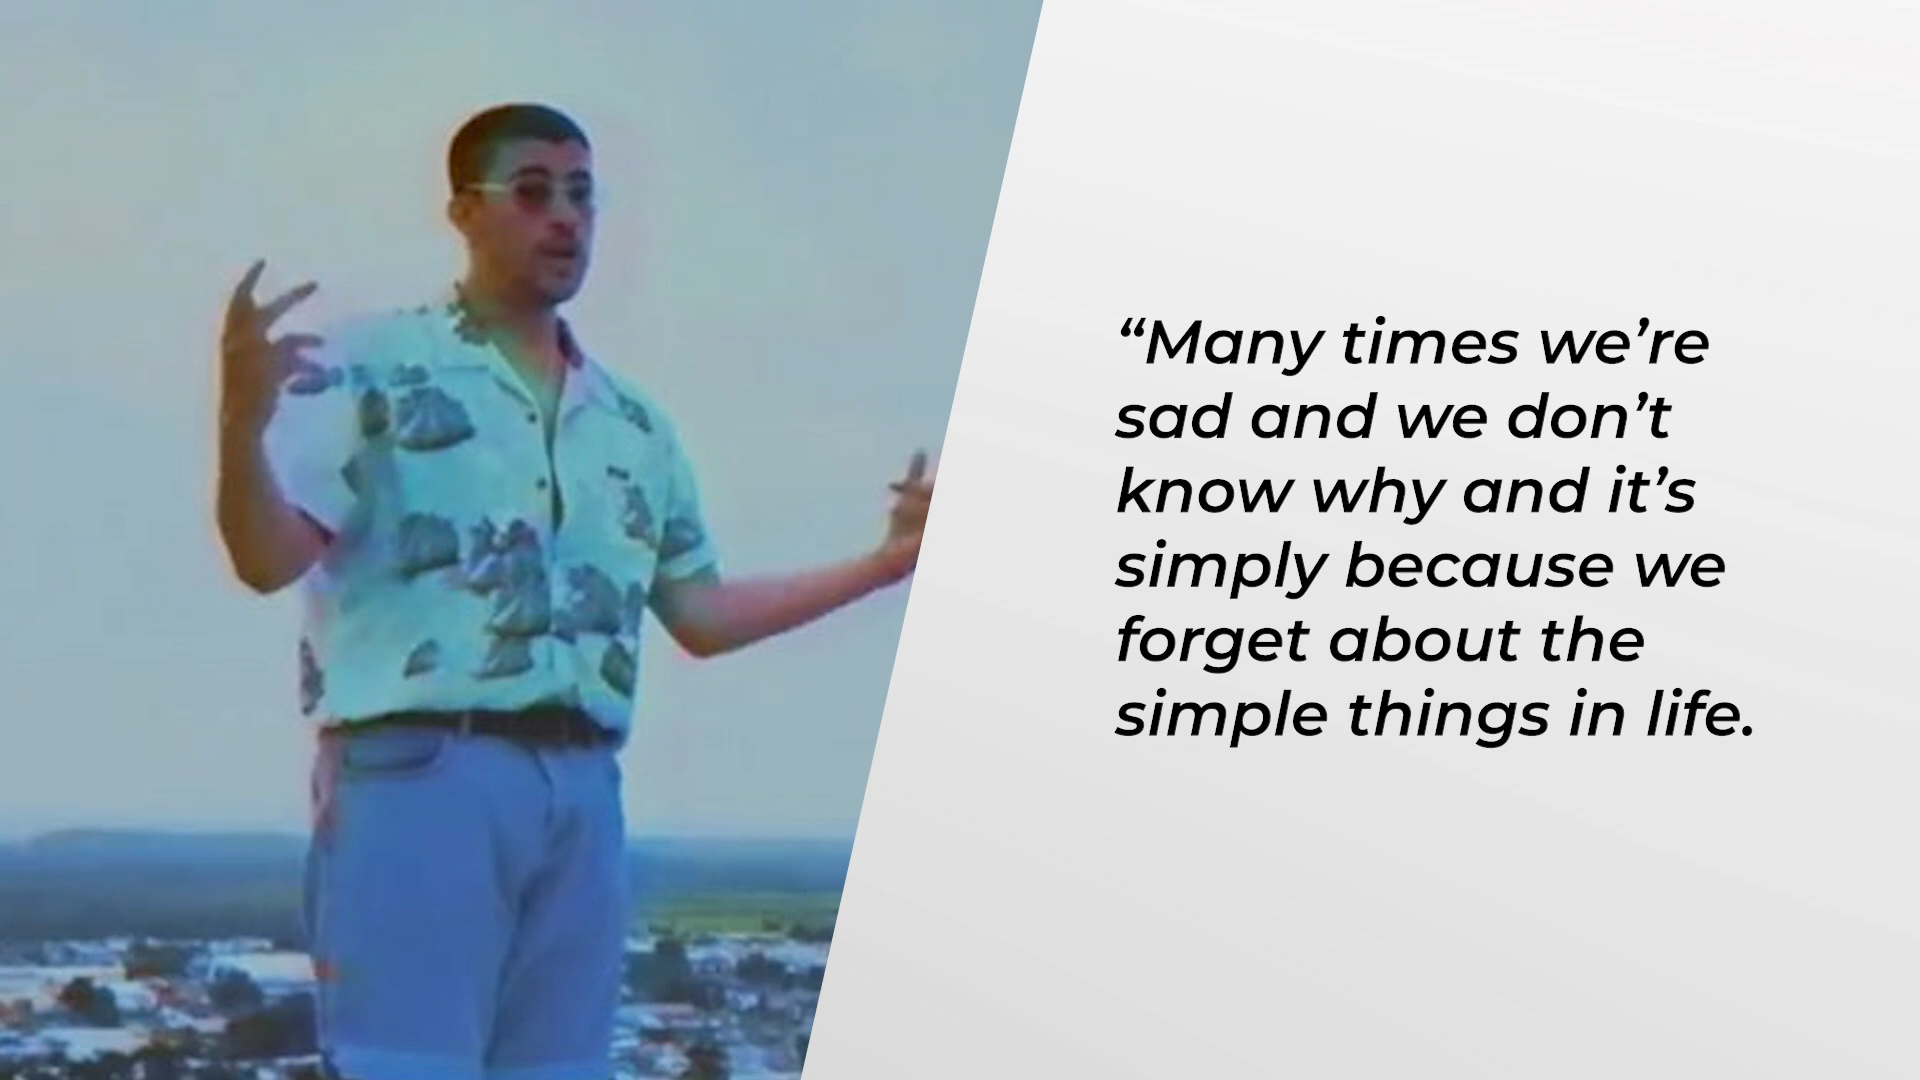 “Many times we’re
sad and we don’t
know why and it’s
simply because we
forget about the
simple things in life.